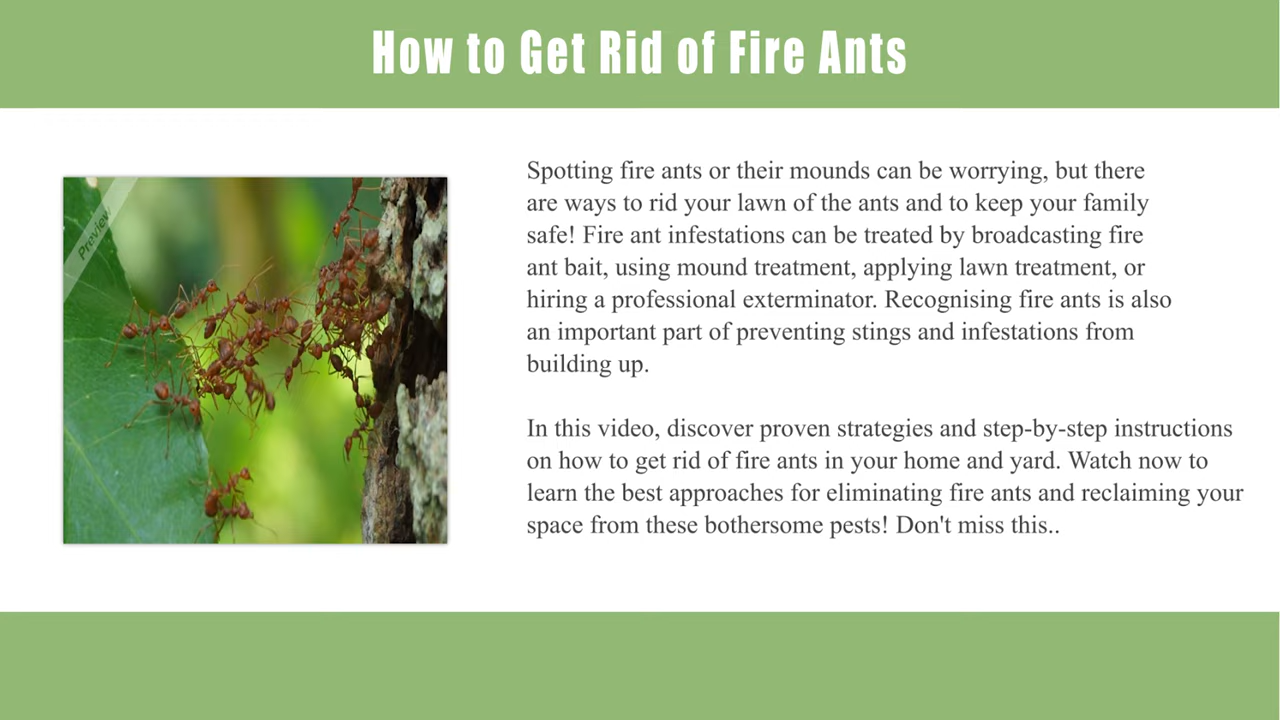 How to Get Rid of Fire Ants
Preview
Spotting fire ants or their mounds can be worrying, but there
are ways to rid your lawn of the ants and to keep your family
safe! Fire ant infestations can be treated by broadcasting fire
ant bait, using mound treatment, applying lawn treatment, or
hiring a professional exterminator. Recognising fire ants is also
an important part of preventing stings and infestations from
building up.
In this video, discover proven strategies and step-by-step instructions
on how to get rid of fire ants in your home and yard. Watch now to
learn the best approaches for eliminating fire ants and reclaiming your
space from these bothersome pests! Don't miss this..